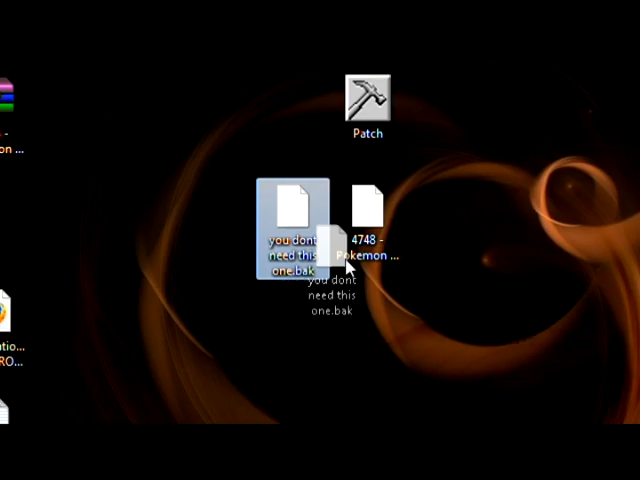 Patch
-
on ...
you dont
need this
one.bak
4748 -
Pokemon ...
you dont
need this
one.bak
atio...
RO...